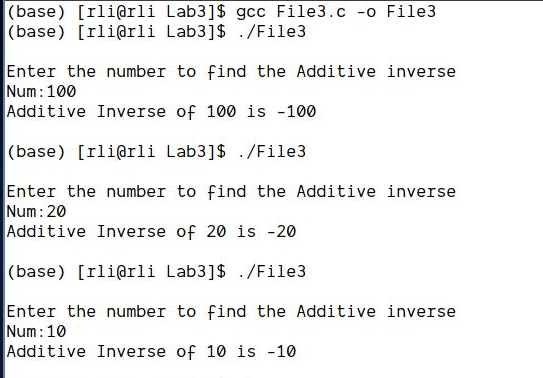 (base) [rli@rli Lab3]$ gcc File3.c -o File3
(base) [rli@rli Lab3]$ ./File3
Enter the number to find the Additive inverse
Num:100
Additive Inverse of 100 is -100
(base) [rli@rli Lab3]$ ./File3
Enter the number to find the Additive inverse
Num:20
Additive Inverse of 20 is -20
(base) [rli@rli Lab3]$ ./File3
Enter the number to find the Additive inverse
Num:10
Additive Inverse of 10 is -10